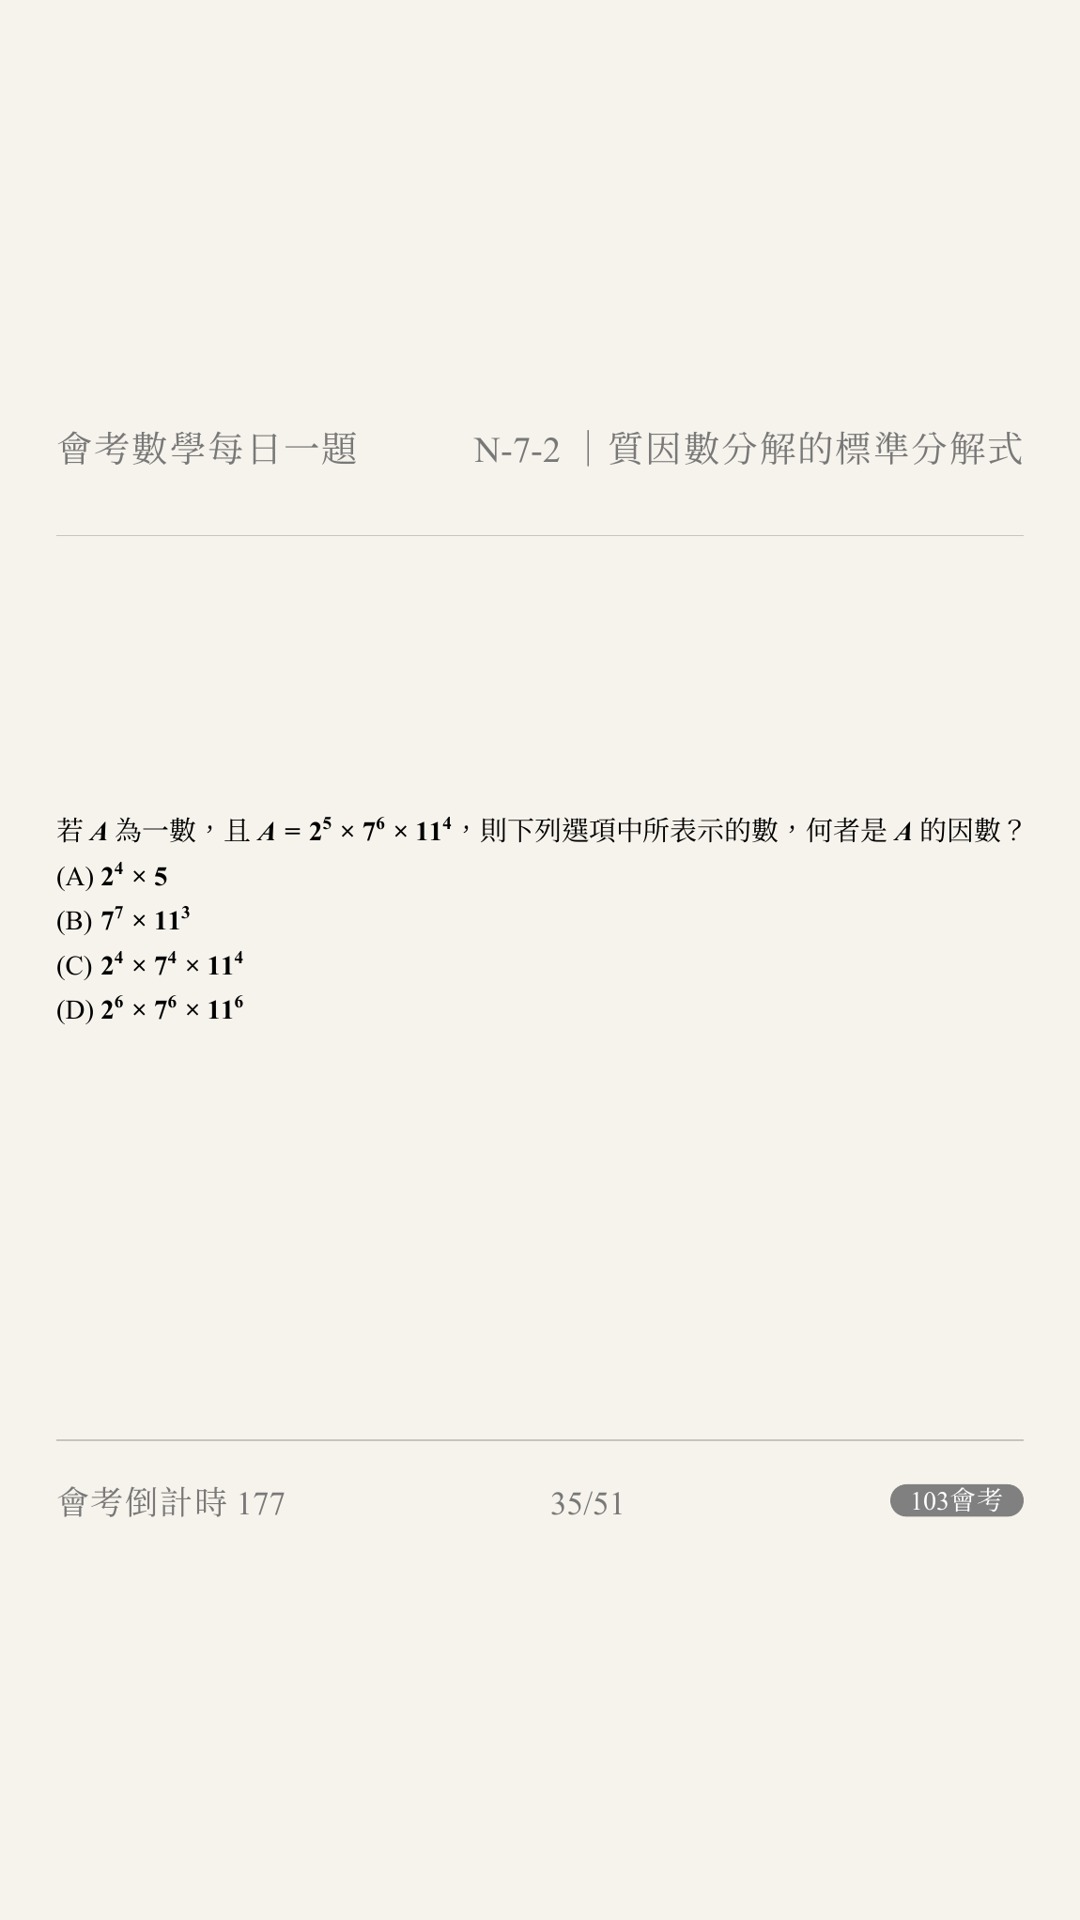 會考數學每日一題 N-7-2｜質因數分解的標準分解式
若 A 為一數，且 A = 2⁵ × 7⁶ × 11⁴，則下列選項中所表示的數，何者是 A 的因數？
(A) 2⁴ × 5
(B) 7⁷ × 11³
(C) 2⁴ × 7⁴ × 11⁴
(D) 2⁶ × 7⁶ × 11⁶
會考倒計時 177 35/51 103會考